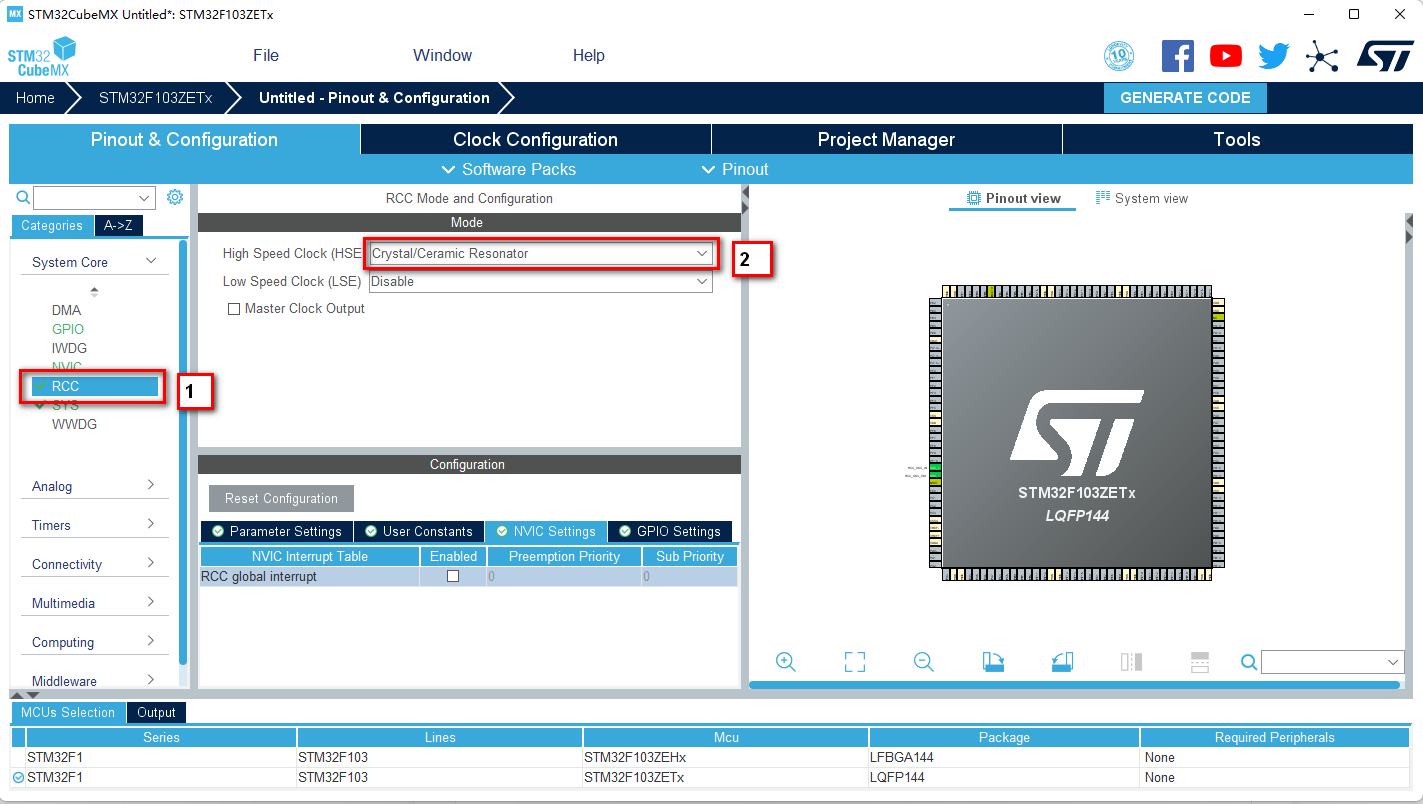 MX STM32CubeMX Untitled*: STM32F103ZETx
STM32 CubeMX
File Window Help
10
ST
Home STM32F103ZETx Untitled - Pinout & Configuration GENERATE CODE
Pinout & Configuration Clock Configuration Project Manager Tools
Software Packs Pinout
Categories A->Z
System Core
DMA
GPIO
IWDG
NVIC
RCC
1
SYS
WWDG
Analog
Timers
Connectivity
Multimedia
Computing
Middleware
RCC Mode and Configuration
Mode
High Speed Clock (HSE Crystal/Ceramic Resonator
2
Low Speed Clock (LSE) Disable
Master Clock Output
Configuration
Reset Configuration
Parameter Settings User Constants NVIC Settings GPIO Settings
NVIC Interrupt Table Enabled Preemption Priority Sub Priority
RCC global interrupt 0 0
Pinout view System view
ST
STM32F103ZETx
LQFP144
MCUs Selection Output
Series Lines Mcu Package Required Peripherals
STM32F1 STM32F103 STM32F103ZEHx LFBGA144 None
STM32F1 STM32F103 STM32F103ZETx LQFP144 None